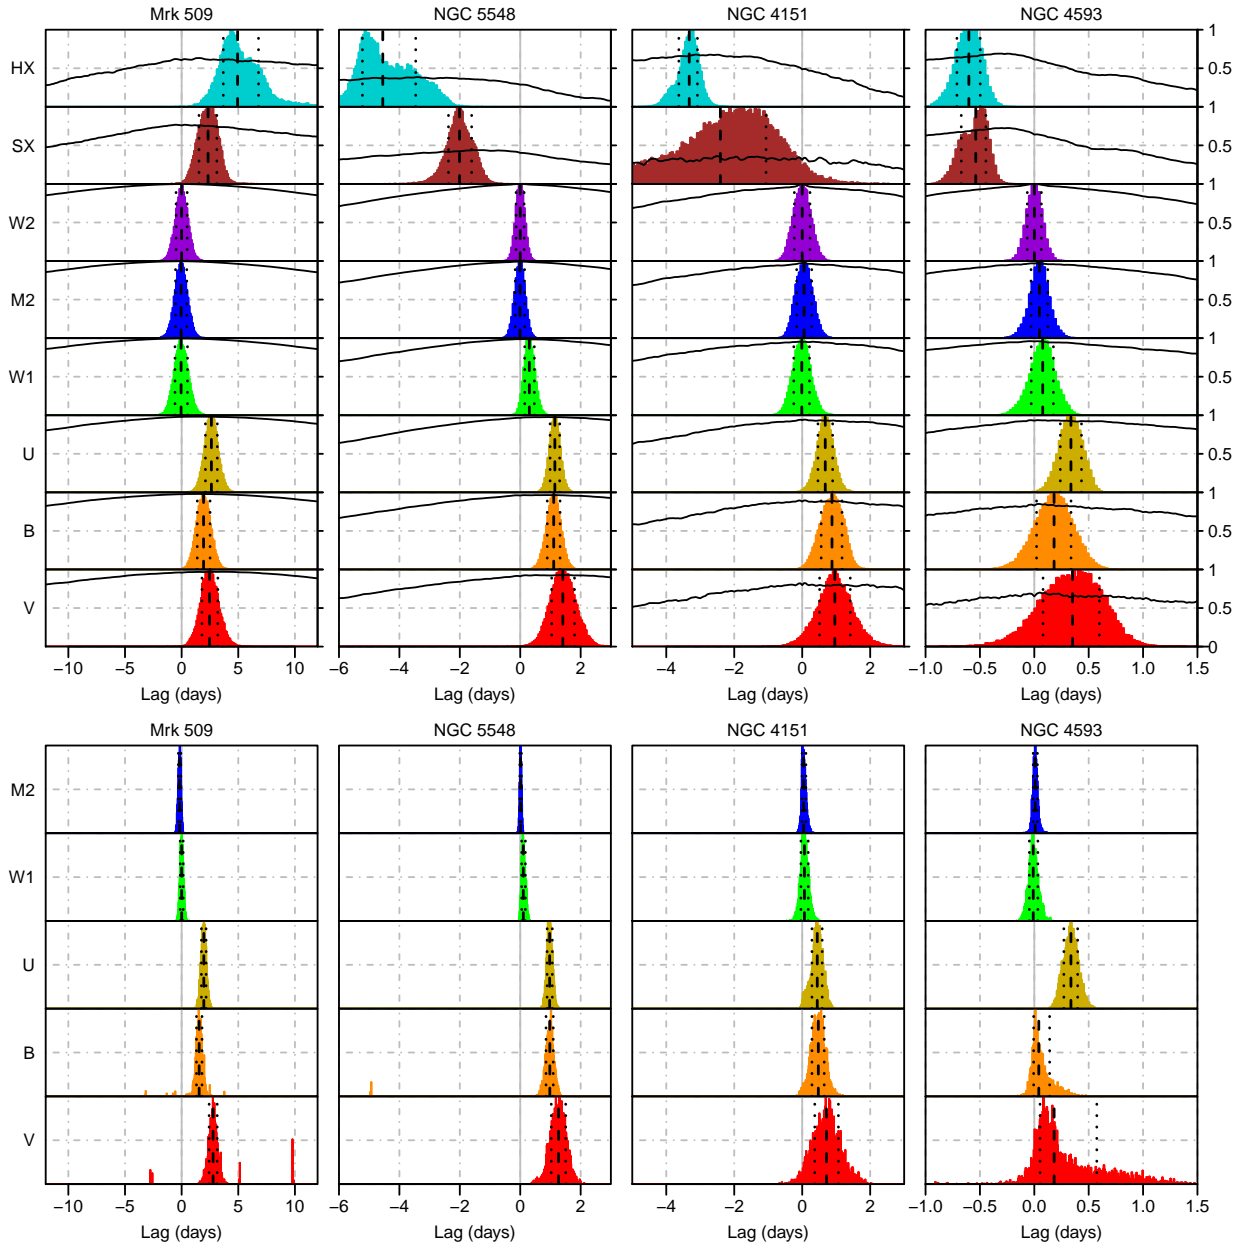 Mrk 509 NGC 5548 NGC 4151 NGC 4593
HX 1
0.5
SX 1
0.5
W2 1
0.5
M2 1
0.5
W1 1
0.5
U 1
0.5
B 1
0.5
V 1
0.5
0
−10 −5 0 5 10 −6 −4 −2 0 2 −4 −2 0 2 −1.0 −0.5 0.0 0.5 1.0 1.5
Lag (days) Lag (days) Lag (days) Lag (days)
Mrk 509 NGC 5548 NGC 4151 NGC 4593
M2
W1
U
B
V
−10 −5 0 5 10 −6 −4 −2 0 2 −4 −2 0 2 −1.0 −0.5 0.0 0.5 1.0 1.5
Lag (days) Lag (days) Lag (days) Lag (days)